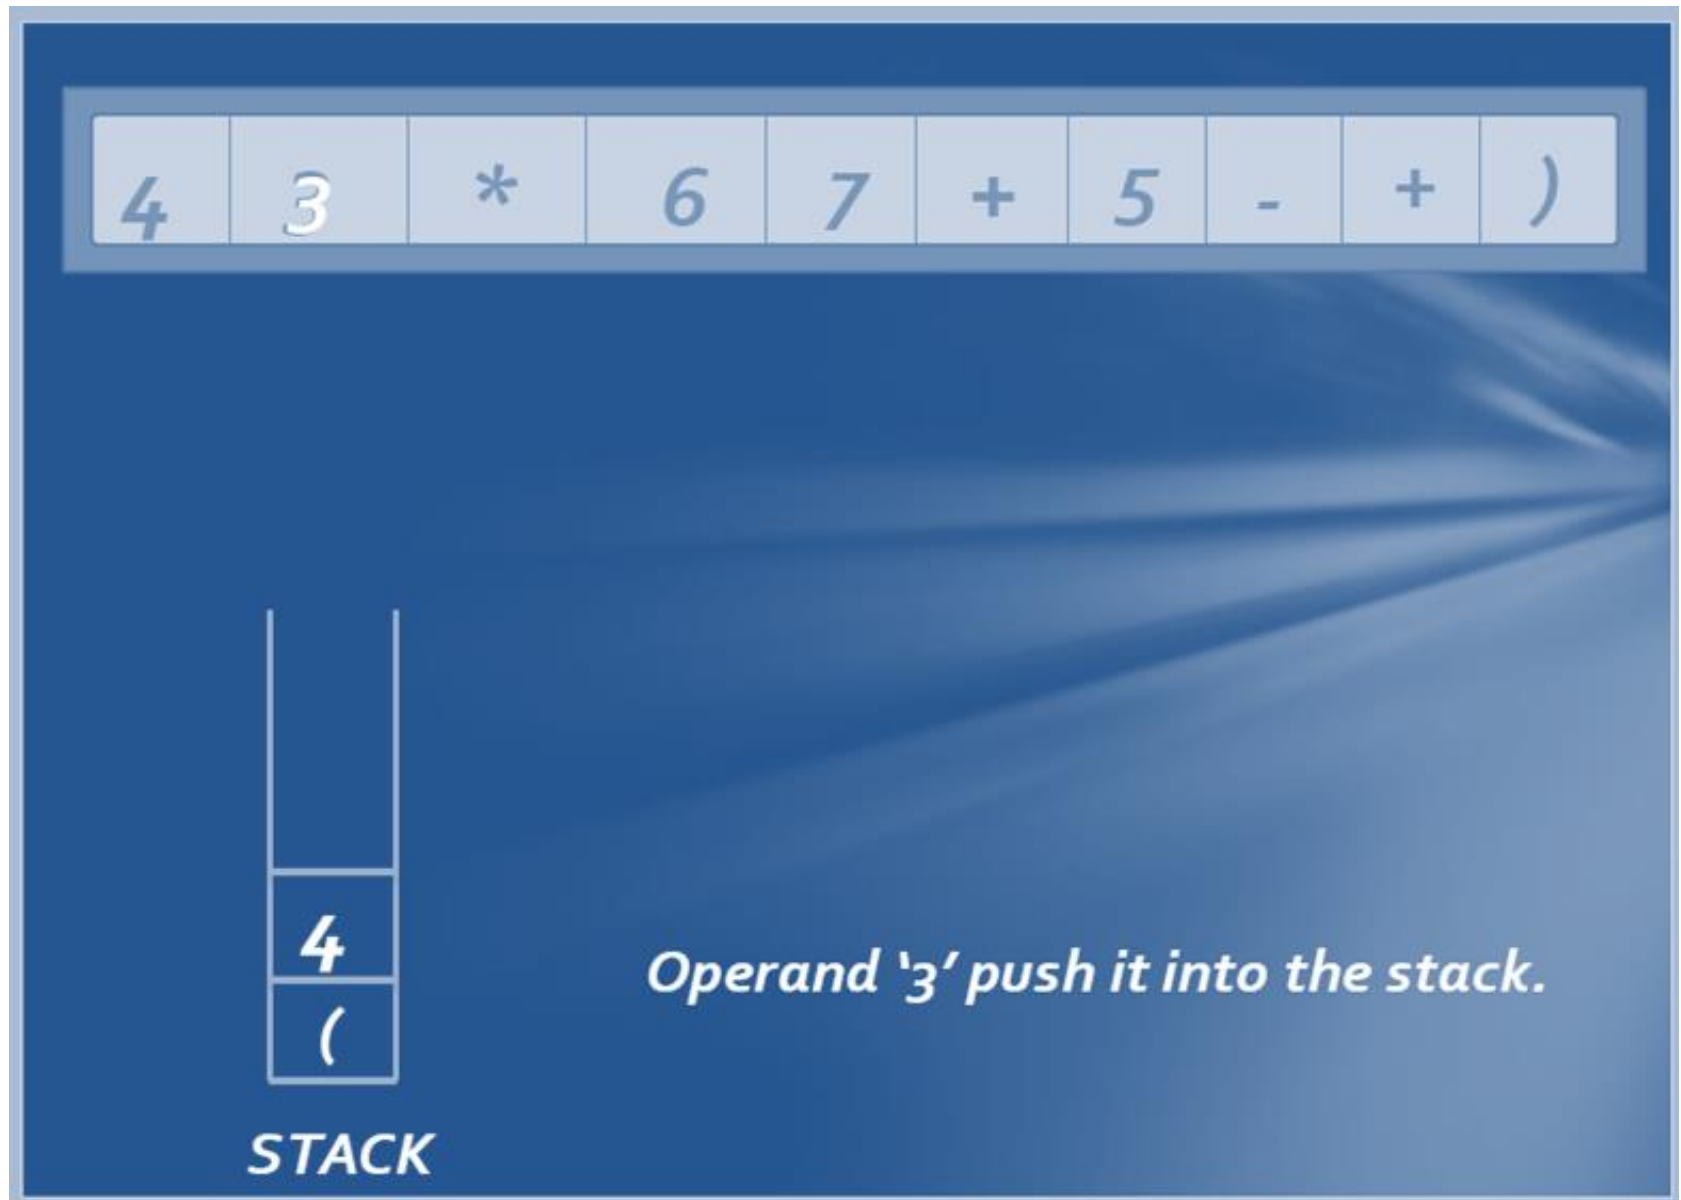 4 3 * 6 7 + 5 - + )
4
(
Operand ‘3’ push it into the stack.
STACK